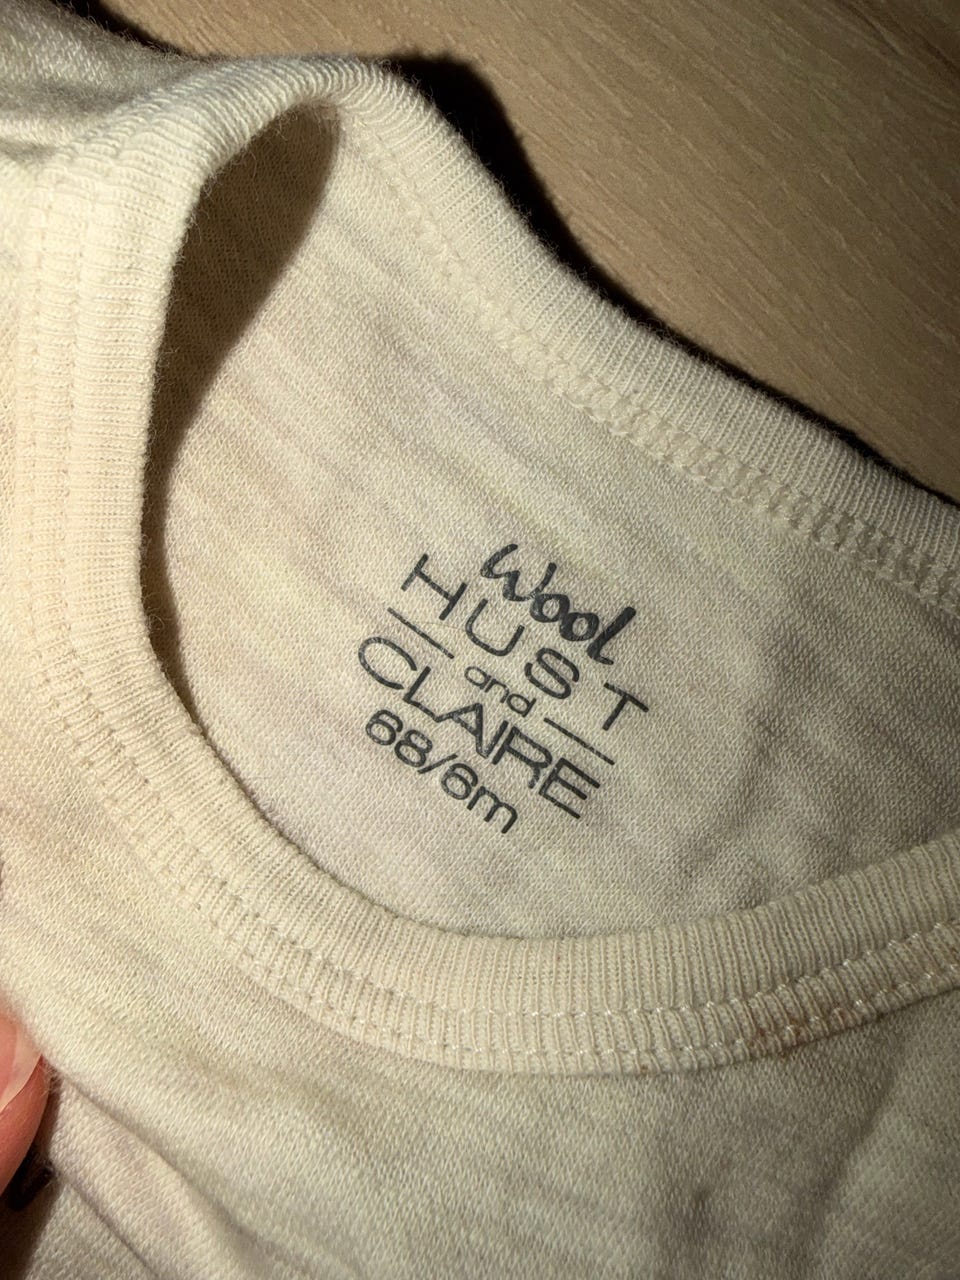 Wool
HUST
and
CLAIRE
68/6m